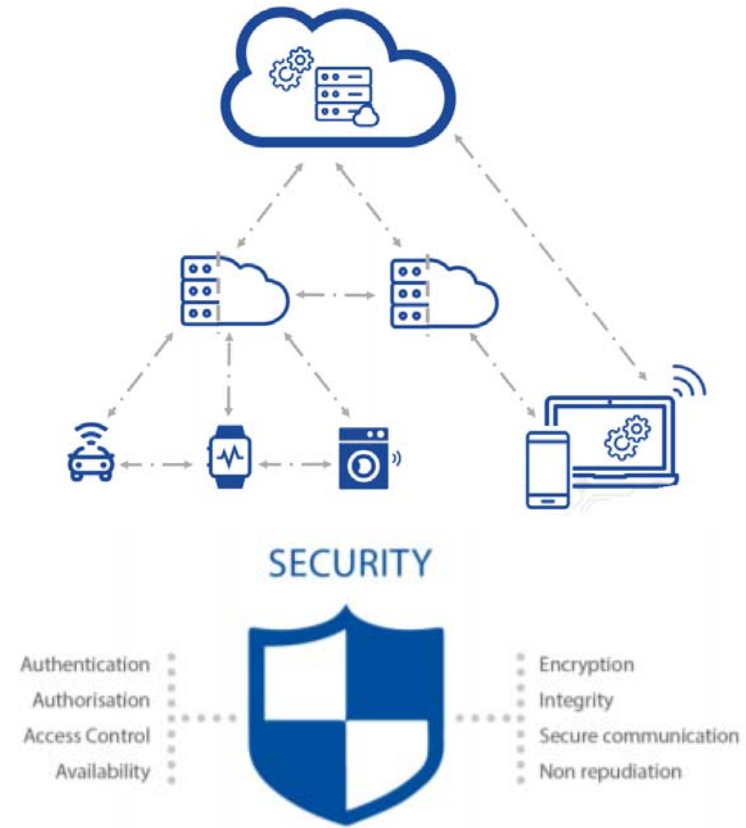 SECURITY
Authentication
Authorisation
Access Control
Availability
Encryption
Integrity
Secure communication
Non repudiation